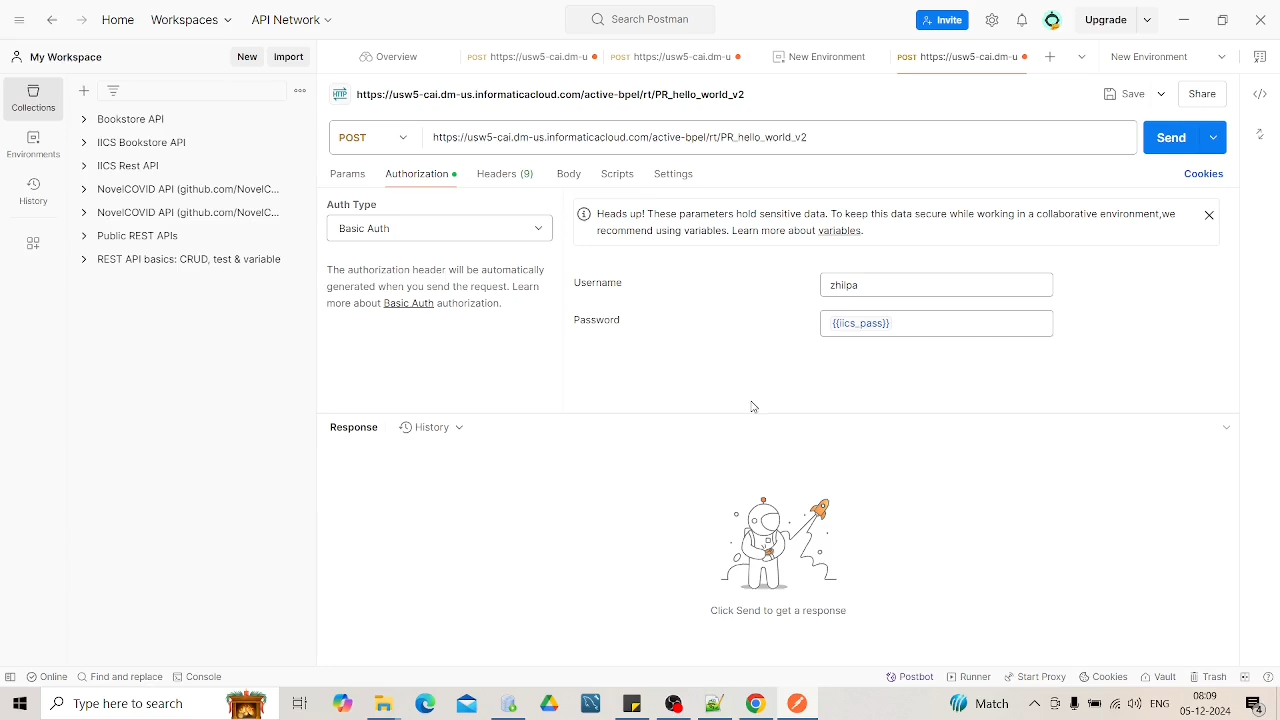 Home
Workspaces
API Network
Search Postman
Invite
Upgrade
My Workspace
New
Import
Overview
POST https://usw5-cai.dm-u
POST https://usw5-cai.dm-u
New Environment
POST https://usw5-cai.dm-u
New Environment
Collections
Environments
History
Bookstore API
IICS Bookstore API
IICS Rest API
NovelCOVID API (github.com/NovelC...
NovelCOVID API (github.com/NovelC...
Public REST APIs
REST API basics: CRUD, test & variable
HTTP https://usw5-cai.dm-us.informaticacloud.com/active-bpel/rt/PR_hello_world_v2
Save
Share
POST
https://usw5-cai.dm-us.informaticacloud.com/active-bpel/rt/PR_hello_world_v2
Send
Params
Authorization
Headers (9)
Body
Scripts
Settings
Cookies
Auth Type
Basic Auth
The authorization header will be automatically
generated when you send the request. Learn
more about Basic Auth authorization.
Heads up! These parameters hold sensitive data. To keep this data secure while working in a collaborative environment,we
recommend using variables. Learn more about variables.
Username
zhilpa
Password
{{iics_pass}}
Response
History
Click Send to get a response
Online
Find and replace
Console
Postbot
Runner
Start Proxy
Cookies
Vault
Trash
Type here to search
Match
ENG
08:09
05-12-2024
4